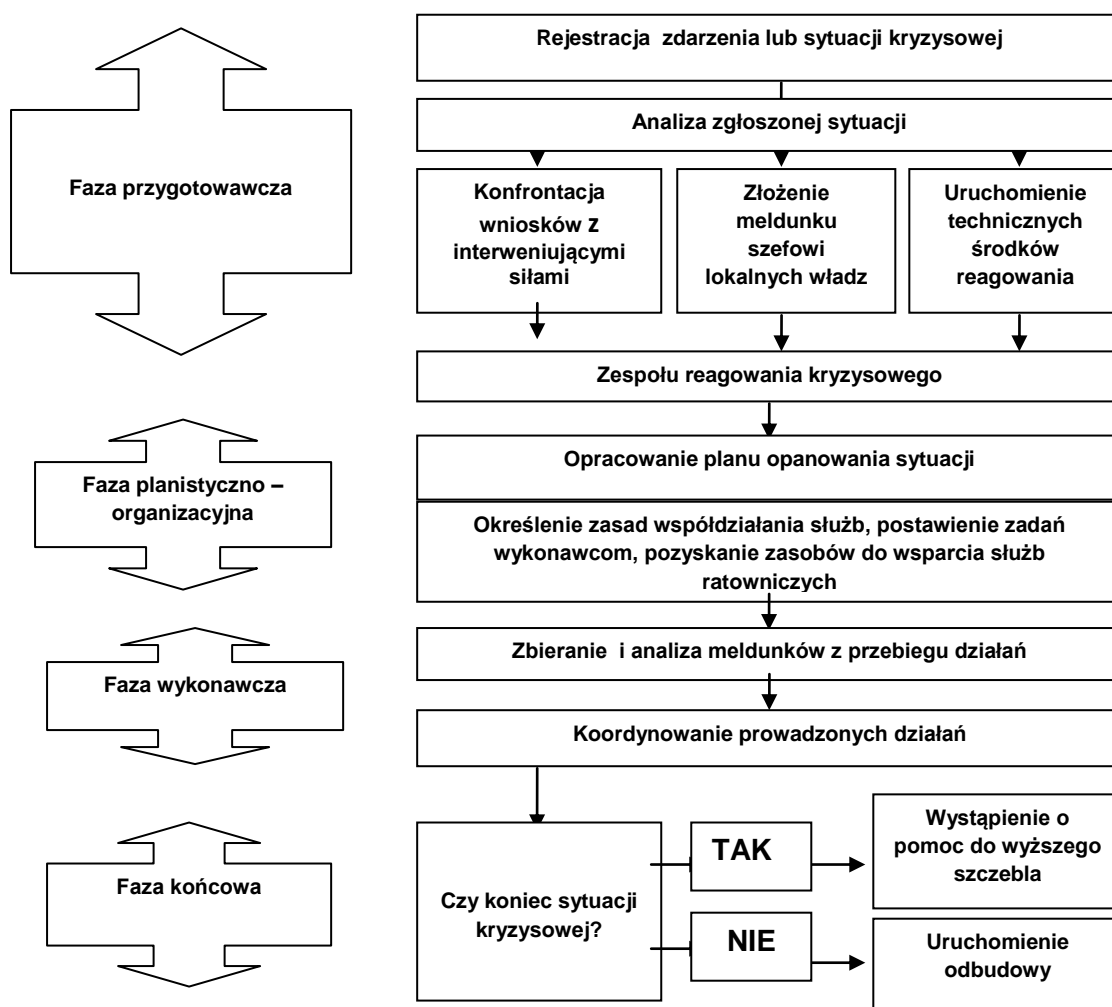 Rejestracja zdarzenia lub sytuacji kryzysowej
Analiza zgłoszonej sytuacji
Faza przygotowawcza
Konfrontacja
wniosków z
interweniującymi
siłami
Złożenie
meldunku
szefowi
lokalnych władz
Uruchomienie
technicznych
środków
reagowania
Zespołu reagowania kryzysowego
Faza planistyczno –
organizacyjna
Opracowanie planu opanowania sytuacji
Określenie zasad współdziałania służb, postawienie zadań
wykonawcom, pozyskanie zasobów do wsparcia służb
ratowniczych
Faza wykonawcza
Zbieranie i analiza meldunków z przebiegu działań
Koordynowanie prowadzonych działań
Faza końcowa
Czy koniec sytuacji
kryzysowej?
TAK
Wystąpienie o
pomoc do wyższego
szczebla
NIE
Uruchomienie
odbudowy